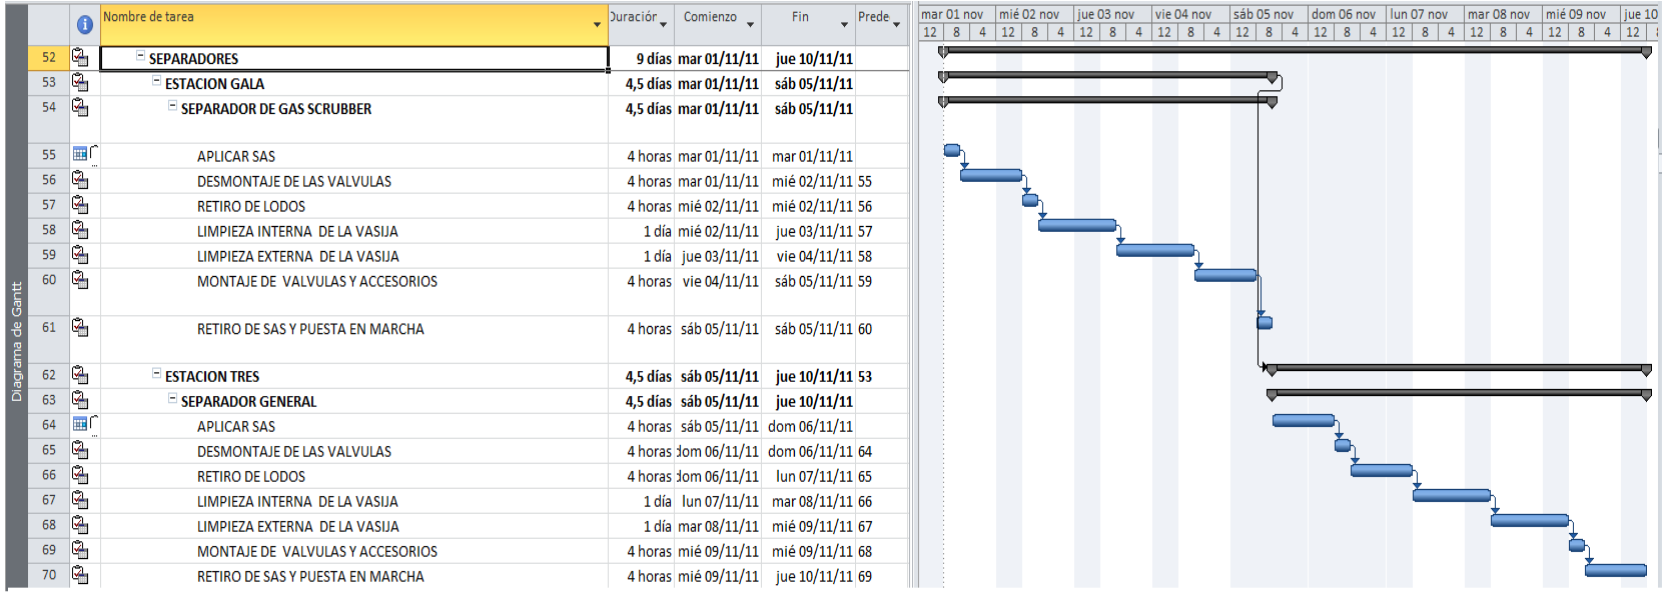 Nombre de tarea Duración Comienzo Fin Prede
mar 01 nov mié 02 nov jue 03 nov vie 04 nov sáb 05 nov dom 06 nov lun 07 nov mar 08 nov mié 09 nov jue 10
12 8 4 12 8 4 12 8 4 12 8 4 12 8 4 12 8 4 12 8 4 12 8 4 12 8 4 12
52 SEPARADORES 9 días mar 01/11/11 jue 10/11/11
53 ESTACION GALA 4,5 días mar 01/11/11 sáb 05/11/11
54 SEPARADOR DE GAS SCRUBBER 4,5 días mar 01/11/11 sáb 05/11/11
55 APLICAR SAS 4 horas mar 01/11/11 mar 01/11/11
56 DESMONTAJE DE LAS VALVULAS 4 horas mar 01/11/11 mié 02/11/11 55
57 RETIRO DE LODOS 4 horas mié 02/11/11 mié 02/11/11 56
58 LIMPIEZA INTERNA DE LA VASIJA 1 día mié 02/11/11 jue 03/11/11 57
59 LIMPIEZA EXTERNA DE LA VASIJA 1 día jue 03/11/11 vie 04/11/11 58
60 MONTAJE DE VALVULAS Y ACCESORIOS 4 horas vie 04/11/11 sáb 05/11/11 59
61 RETIRO DE SAS Y PUESTA EN MARCHA 4 horas sáb 05/11/11 sáb 05/11/11 60
62 ESTACION TRES 4,5 días sáb 05/11/11 jue 10/11/11 53
63 SEPARADOR GENERAL 4,5 días sáb 05/11/11 jue 10/11/11
64 APLICAR SAS 4 horas sáb 05/11/11 dom 06/11/11
65 DESMONTAJE DE LAS VALVULAS 4 horas dom 06/11/11 dom 06/11/11 64
66 RETIRO DE LODOS 4 horas dom 06/11/11 lun 07/11/11 65
67 LIMPIEZA INTERNA DE LA VASIJA 1 día lun 07/11/11 mar 08/11/11 66
68 LIMPIEZA EXTERNA DE LA VASIJA 1 día mar 08/11/11 mié 09/11/11 67
69 MONTAJE DE VALVULAS Y ACCESORIOS 4 horas mié 09/11/11 mié 09/11/11 68
70 RETIRO DE SAS Y PUESTA EN MARCHA 4 horas mié 09/11/11 jue 10/11/11 69
Diagrama de Gantt